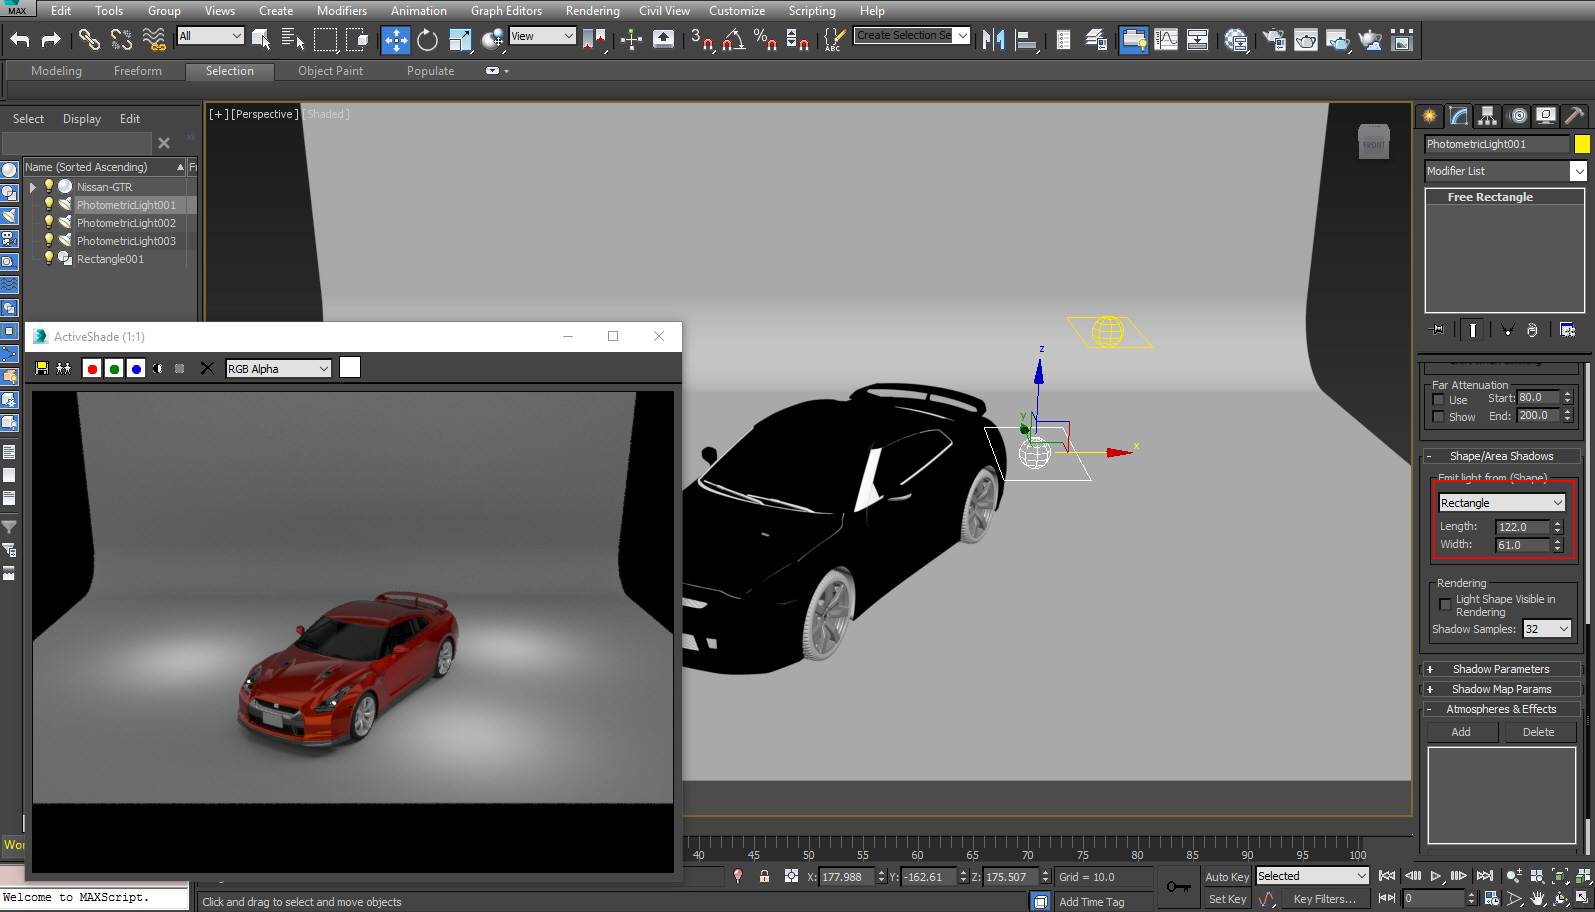 MAX Edit Tools Group Views Create Modifiers Animation Graph Editors Rendering Civil View Customize Scripting Help
All View 3 % ABC Create Selection Se
Modeling Freeform Selection Object Paint Populate
Select Display Edit
Name (Sorted Ascending) Fr
Nissan-GTR
PhotometricLight001
PhotometricLight002
PhotometricLight003
Rectangle001
[+] [Perspective] [Shaded]
FRONT
z
y
x
ActiveShade (1:1)
RGB Alpha
PhotometricLight001
Modifier List
Free Rectangle
Far Attenuation
Use Start: 80.0
Show End: 200.0
- Shape/Area Shadows
Emit light from (Shape)
Rectangle
Length: 122.0
Width: 61.0
Rendering
Light Shape Visible in
Rendering
Shadow Samples: 32
+ Shadow Parameters
+ Shadow Map Params
- Atmospheres & Effects
Add Delete
40 45 50 55 60 65 70 75 80 85 90 95 100
Wor
X: 177.988 Y: -162.61 Z: 175.507 Grid = 10.0 Auto Key Selected
Welcome to MAXScript.
Click and drag to select and move objects Add Time Tag Set Key Key Filters... 0